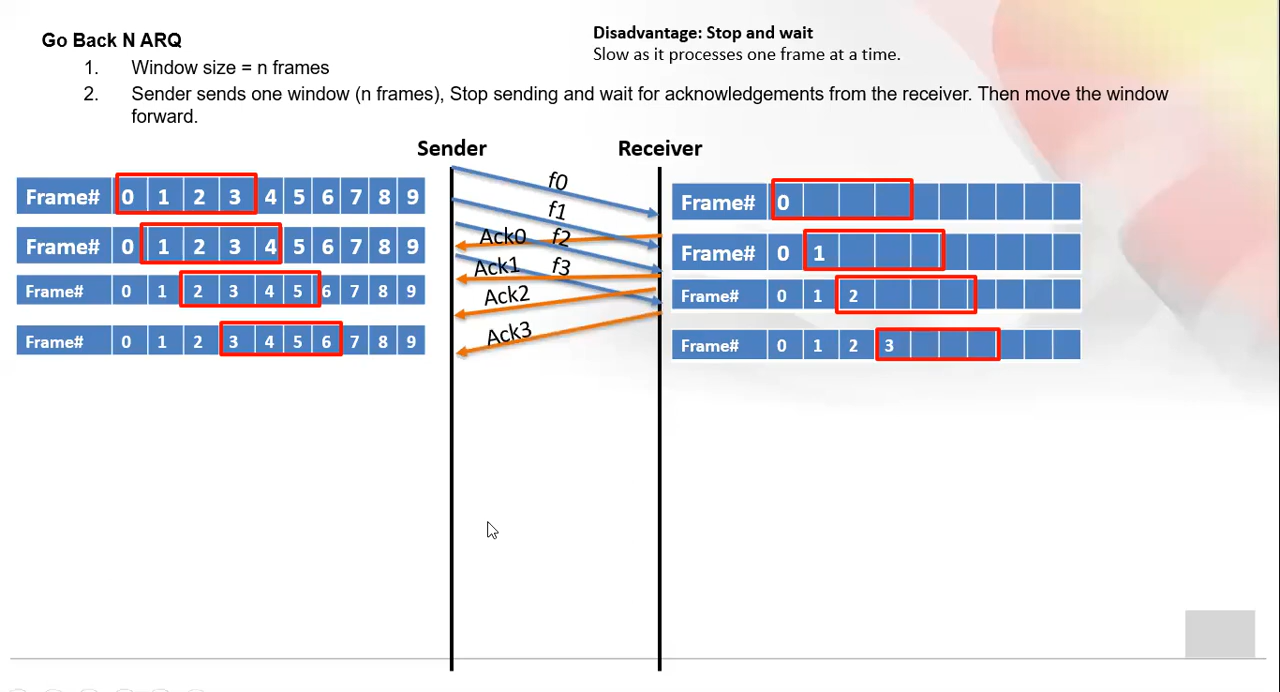 Go Back N ARQ
1. Window size = n frames
2. Sender sends one window (n frames), Stop sending and wait for acknowledgements from the receiver. Then move the window
forward.
Disadvantage: Stop and wait
Slow as it processes one frame at a time.
Sender
Receiver
Frame# 0 1 2 3 4 5 6 7 8 9
Frame# 0 1 2 3 4 5 6 7 8 9
Frame# 0 1 2 3 4 5 6 7 8 9
Frame# 0 1 2 3 4 5 6 7 8 9
f0
f1
Ack0 f2
Ack1 f3
Ack2
Ack3
Frame# 0
Frame# 0 1
Frame# 0 1 2
Frame# 0 1 2 3